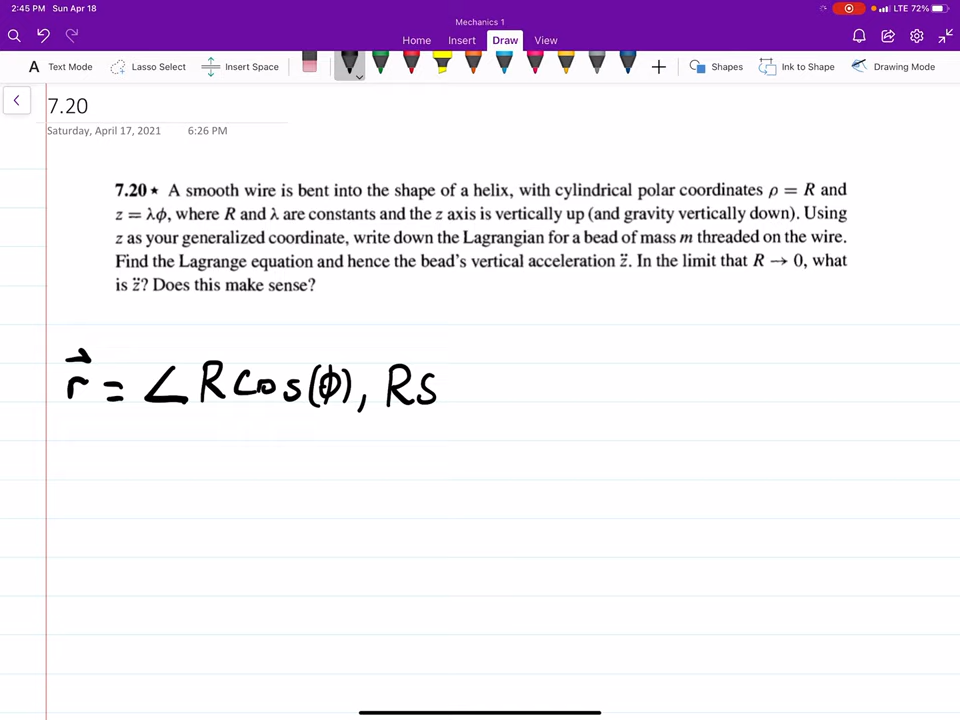 2:45 PM Sun Apr 18 LTE 72%
Mechanics 1
Home Insert Draw View
A Text Mode Lasso Select Insert Space Shapes Ink to Shape Drawing Mode
7.20
Saturday, April 17, 2021 6:26 PM
7.20 ⋆ A smooth wire is bent into the shape of a helix, with cylindrical polar coordinates ρ = R and
z = λϕ, where R and λ are constants and the z axis is vertically up (and gravity vertically down). Using
z as your generalized coordinate, write down the Lagrangian for a bead of mass m threaded on the wire.
Find the Lagrange equation and hence the bead's vertical acceleration z̈. In the limit that R → 0, what
is z̈? Does this make sense?
r⃗ = < R cos(ϕ), R s